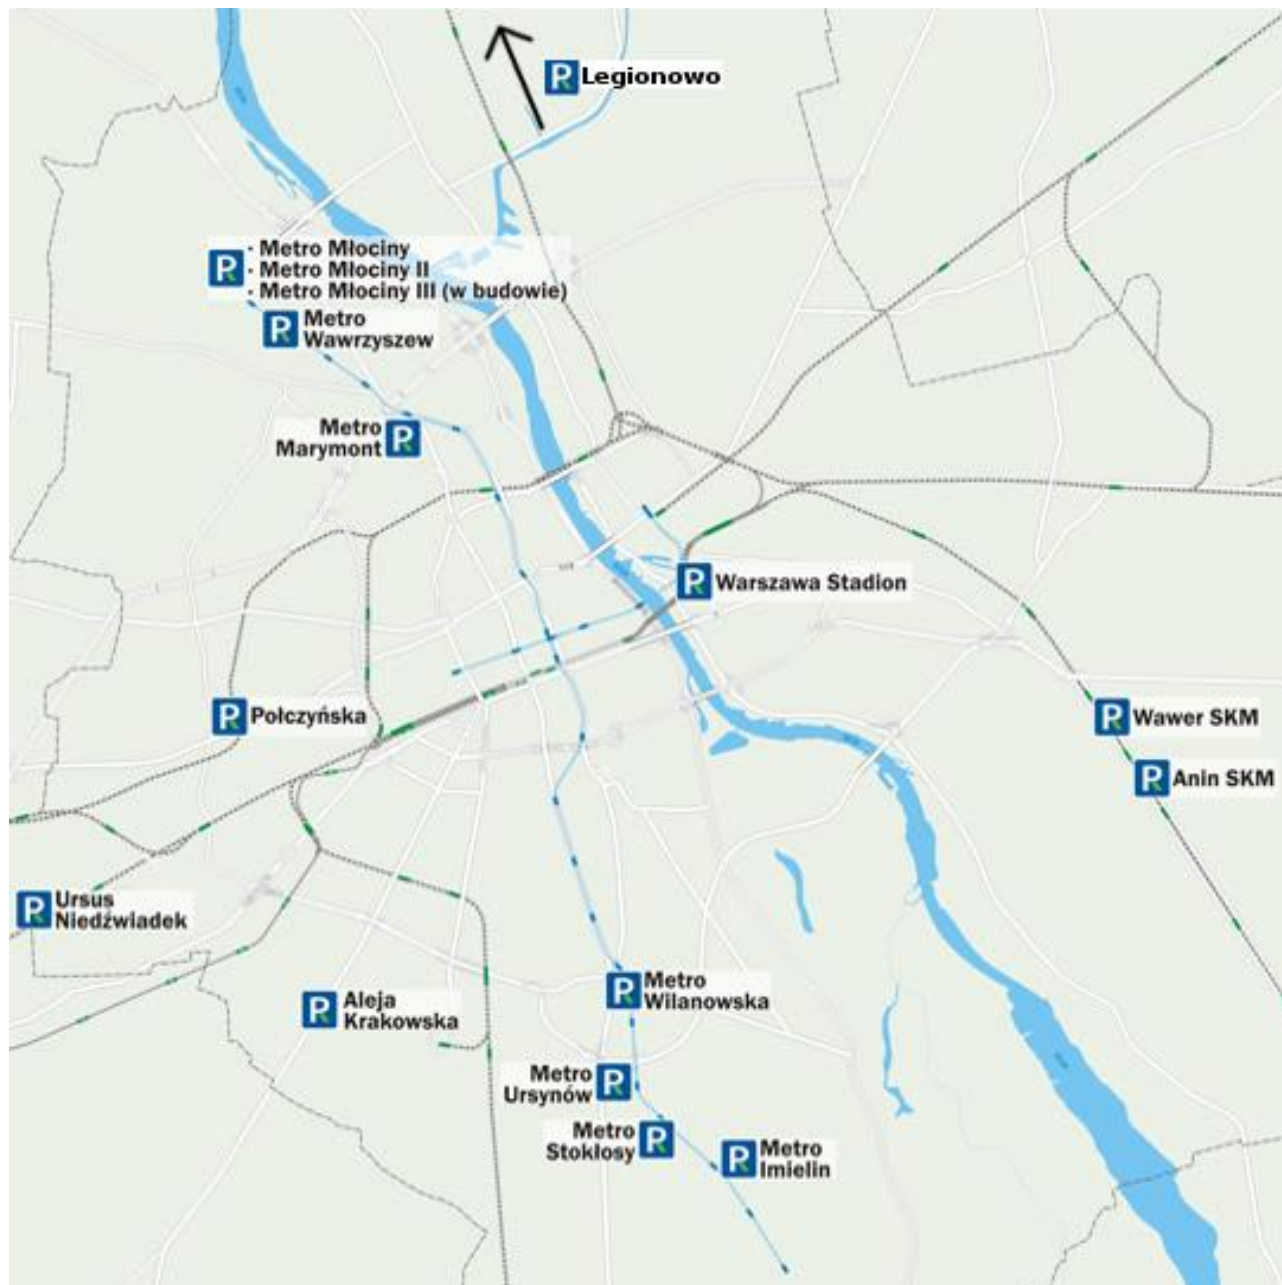 Legionowo
· Metro Młociny
· Metro Młociny II
· Metro Młociny III (w budowie)
Metro
Wawrzyszew
Metro
Marymont
Warszawa Stadion
Połczyńska
Wawer SKM
Anin SKM
Ursus
Niedźwiadek
Metro
Wilanowska
Aleja
Krakowska
Metro
Ursynów
Metro
Stokłosy
Metro
Imielin